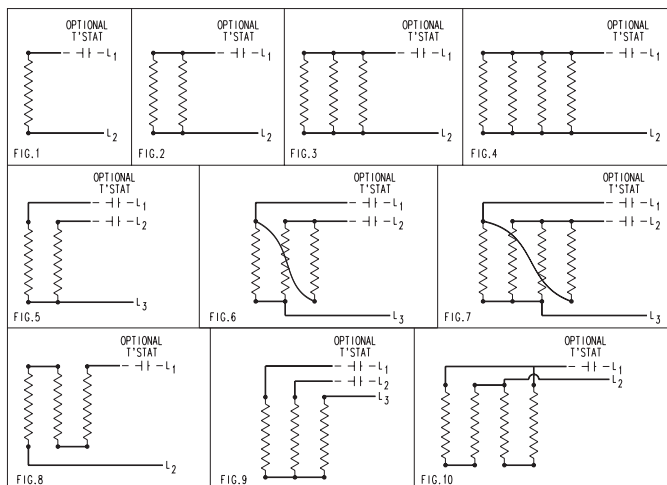 OPTIONAL
T'STAT
L1
L2
FIG.1
OPTIONAL
T'STAT
L1
L2
FIG.2
OPTIONAL
T'STAT
L1
L2
FIG.3
OPTIONAL
T'STAT
L1
L2
FIG.4
OPTIONAL
T'STAT
L1
L2
L3
FIG.5
OPTIONAL
T'STAT
L1
L2
L3
FIG.6
OPTIONAL
T'STAT
L1
L2
L3
FIG.7
OPTIONAL
T'STAT
L1
L2
FIG.8
OPTIONAL
T'STAT
L1
L2
L3
FIG.9
OPTIONAL
T'STAT
L1
L2
FIG.10